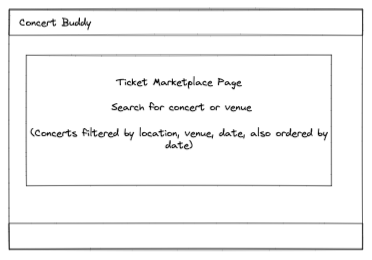 Concert Buddy
Ticket Marketplace Page
Search for concert or venue
(Concerts filtered by location, venue, date, also ordered by
date)